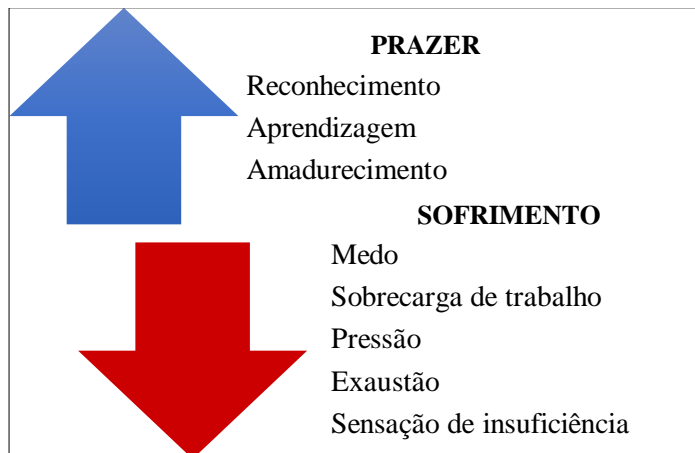 PRAZER
Reconhecimento
Aprendizagem
Amadurecimento
SOFRIMENTO
Medo
Sobrecarga de trabalho
Pressão
Exaustão
Sensação de insuficiência